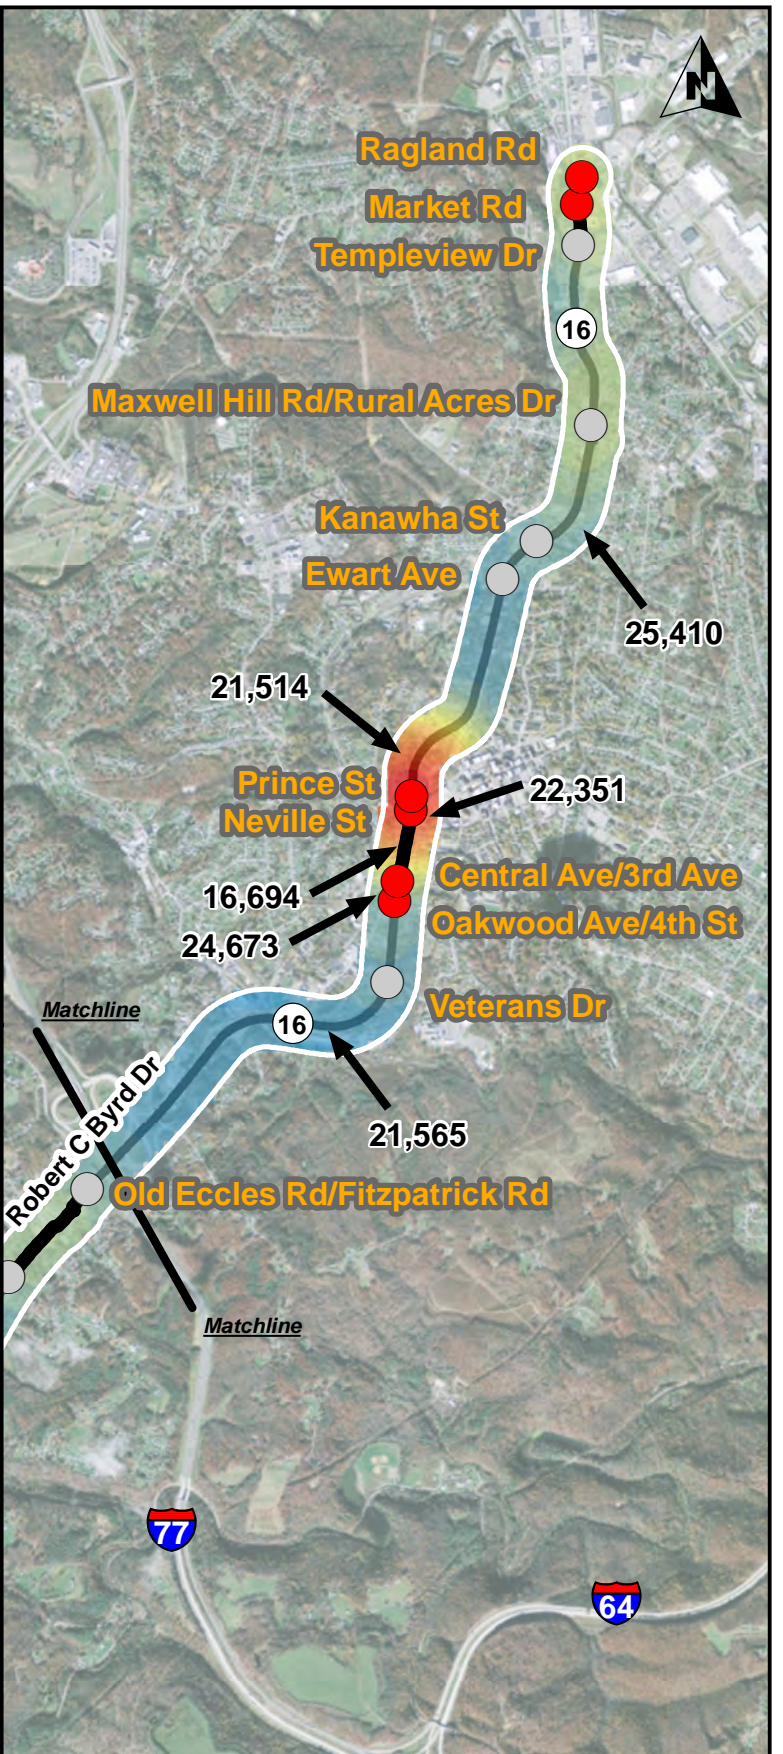 N
Ragland Rd
Market Rd
Templeview Dr
16
Maxwell Hill Rd/Rural Acres Dr
Kanawha St
Ewart Ave
25,410
21,514
Prince St
22,351
Neville St
Central Ave/3rd Ave
16,694
Oakwood Ave/4th St
24,673
Veterans Dr
Matchline
16
Robert C Byrd Dr
21,565
Old Eccles Rd/Fitzpatrick Rd
Matchline
77
64